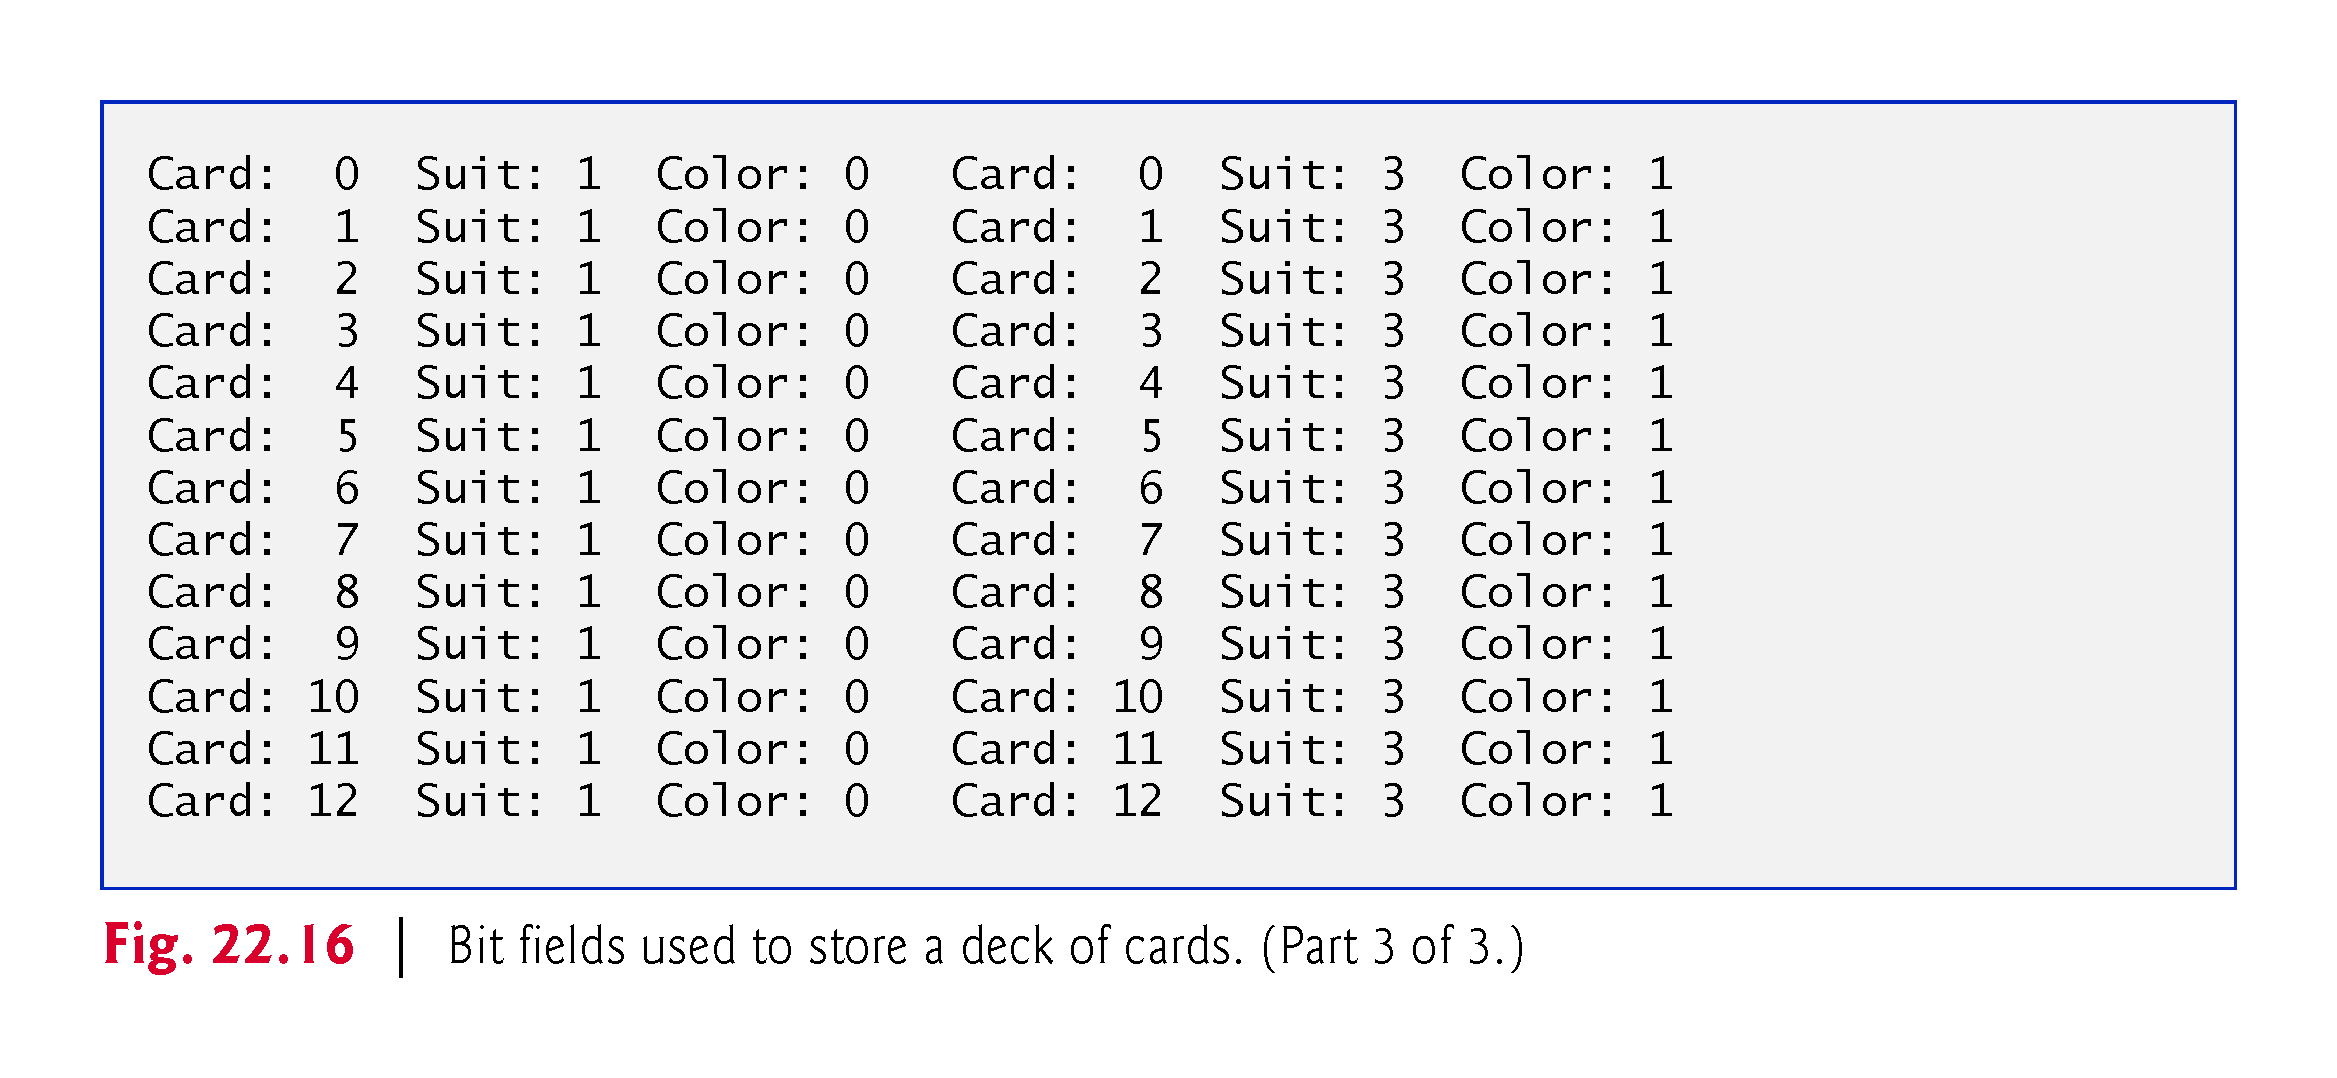 Card:  0  Suit: 1  Color: 0   Card:  0  Suit: 3  Color: 1
Card:  1  Suit: 1  Color: 0   Card:  1  Suit: 3  Color: 1
Card:  2  Suit: 1  Color: 0   Card:  2  Suit: 3  Color: 1
Card:  3  Suit: 1  Color: 0   Card:  3  Suit: 3  Color: 1
Card:  4  Suit: 1  Color: 0   Card:  4  Suit: 3  Color: 1
Card:  5  Suit: 1  Color: 0   Card:  5  Suit: 3  Color: 1
Card:  6  Suit: 1  Color: 0   Card:  6  Suit: 3  Color: 1
Card:  7  Suit: 1  Color: 0   Card:  7  Suit: 3  Color: 1
Card:  8  Suit: 1  Color: 0   Card:  8  Suit: 3  Color: 1
Card:  9  Suit: 1  Color: 0   Card:  9  Suit: 3  Color: 1
Card: 10  Suit: 1  Color: 0   Card: 10  Suit: 3  Color: 1
Card: 11  Suit: 1  Color: 0   Card: 11  Suit: 3  Color: 1
Card: 12  Suit: 1  Color: 0   Card: 12  Suit: 3  Color: 1
Fig. 22.16 | Bit fields used to store a deck of cards. (Part 3 of 3.)